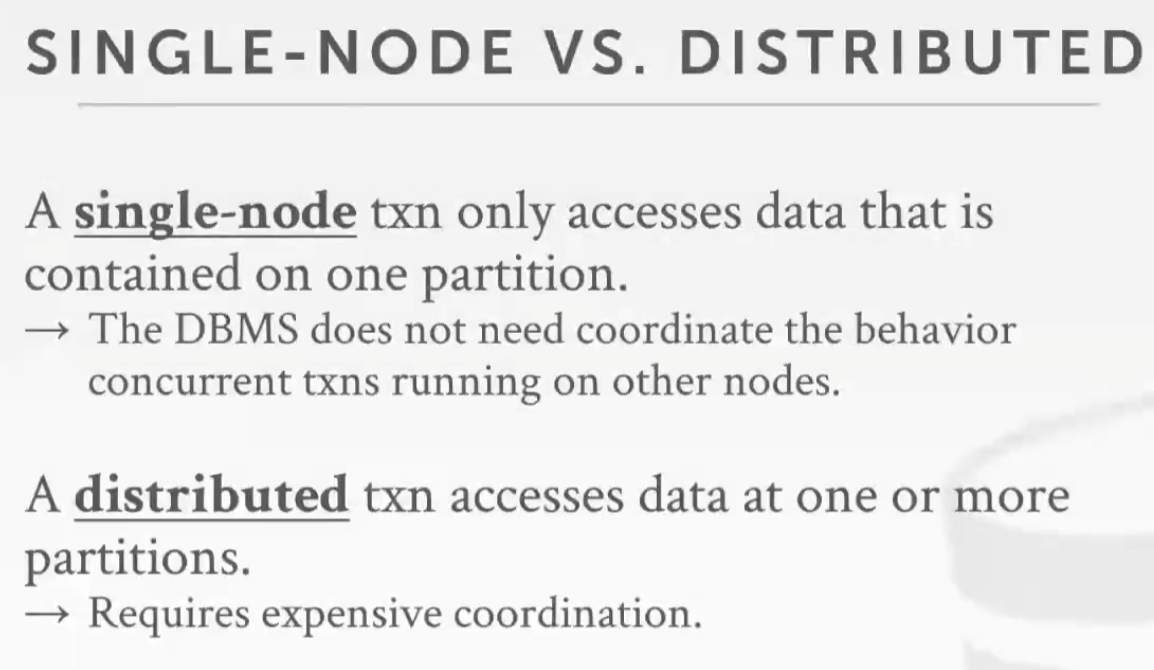 SINGLE-NODE VS. DISTRIBUTED
A single-node txn only accesses data that is
contained on one partition.
→ The DBMS does not need coordinate the behavior
concurrent txns running on other nodes.
A distributed txn accesses data at one or more
partitions.
→ Requires expensive coordination.